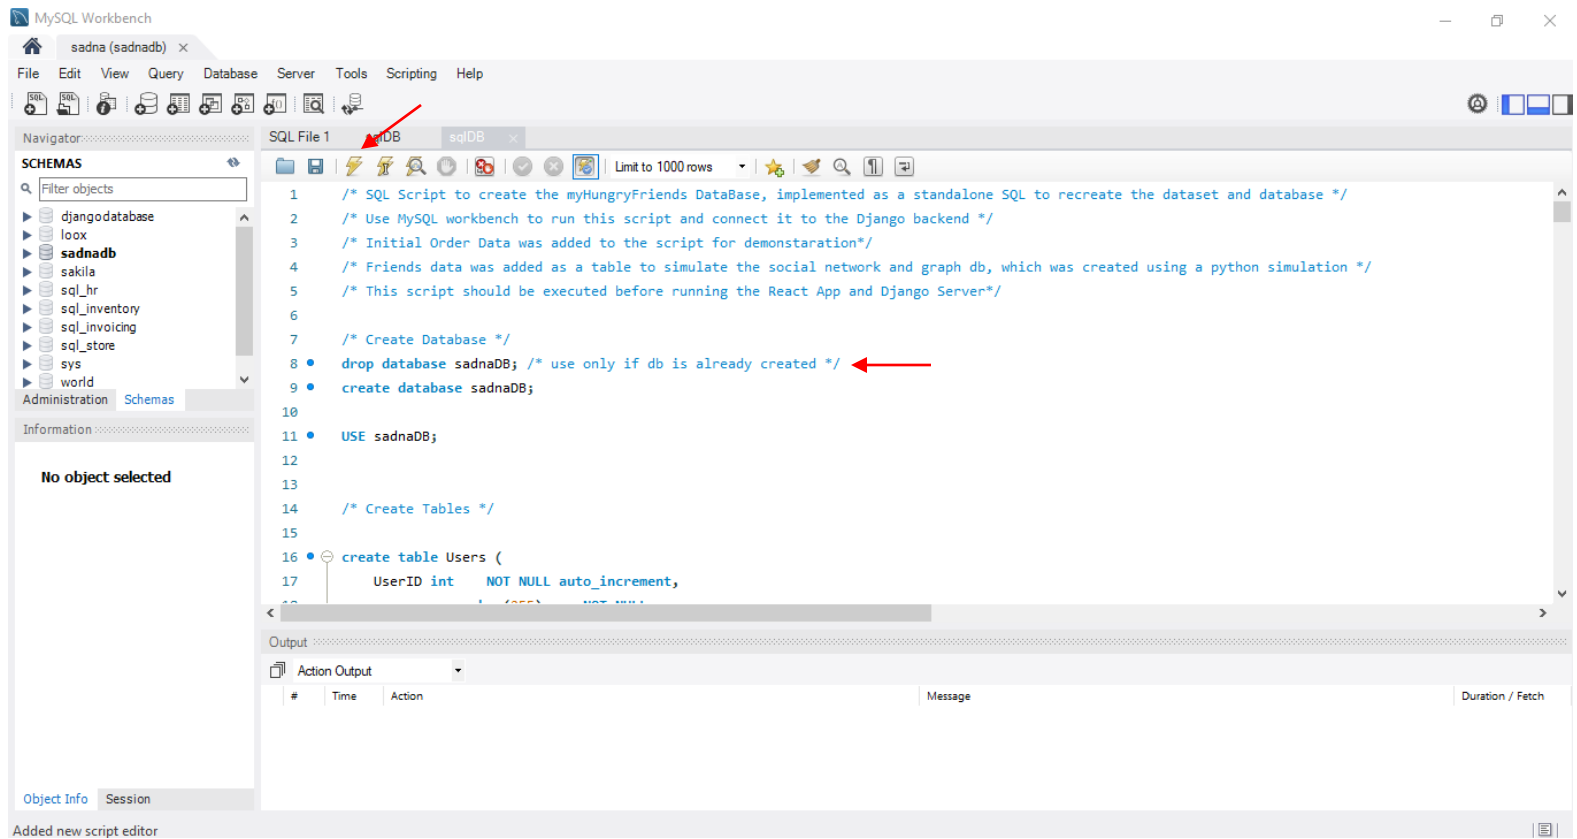 MySQL Workbench
sadna (sadnadb)
File Edit View Query Database Server Tools Scripting Help
Navigator
SCHEMAS
Filter objects
djangodatabase
loox
sadnadb
sakila
sql_hr
sql_inventory
sql_invoicing
sql_store
sys
world
Administration Schemas
Information
No object selected
Object Info Session
SQL File 1 sqlDB sqlDB
Limit to 1000 rows
1 /* SQL Script to create the myHungryFriends DataBase, implemented as a standalone SQL to recreate the dataset and database */
2 /* Use MySQL workbench to run this script and connect it to the Django backend */
3 /* Initial Order Data was added to the script for demonstaration*/
4 /* Friends data was added as a table to simulate the social network and graph db, which was created using a python simulation */
5 /* This script should be executed before running the React App and Django Server*/
6
7 /* Create Database */
8 drop database sadnaDB; /* use only if db is already created */
9 create database sadnaDB;
10
11 USE sadnaDB;
12
13
14 /* Create Tables */
15
16 create table Users (
17 UserID int NOT NULL auto_increment,
Output
Action Output
# Time Action Message Duration / Fetch
Added new script editor